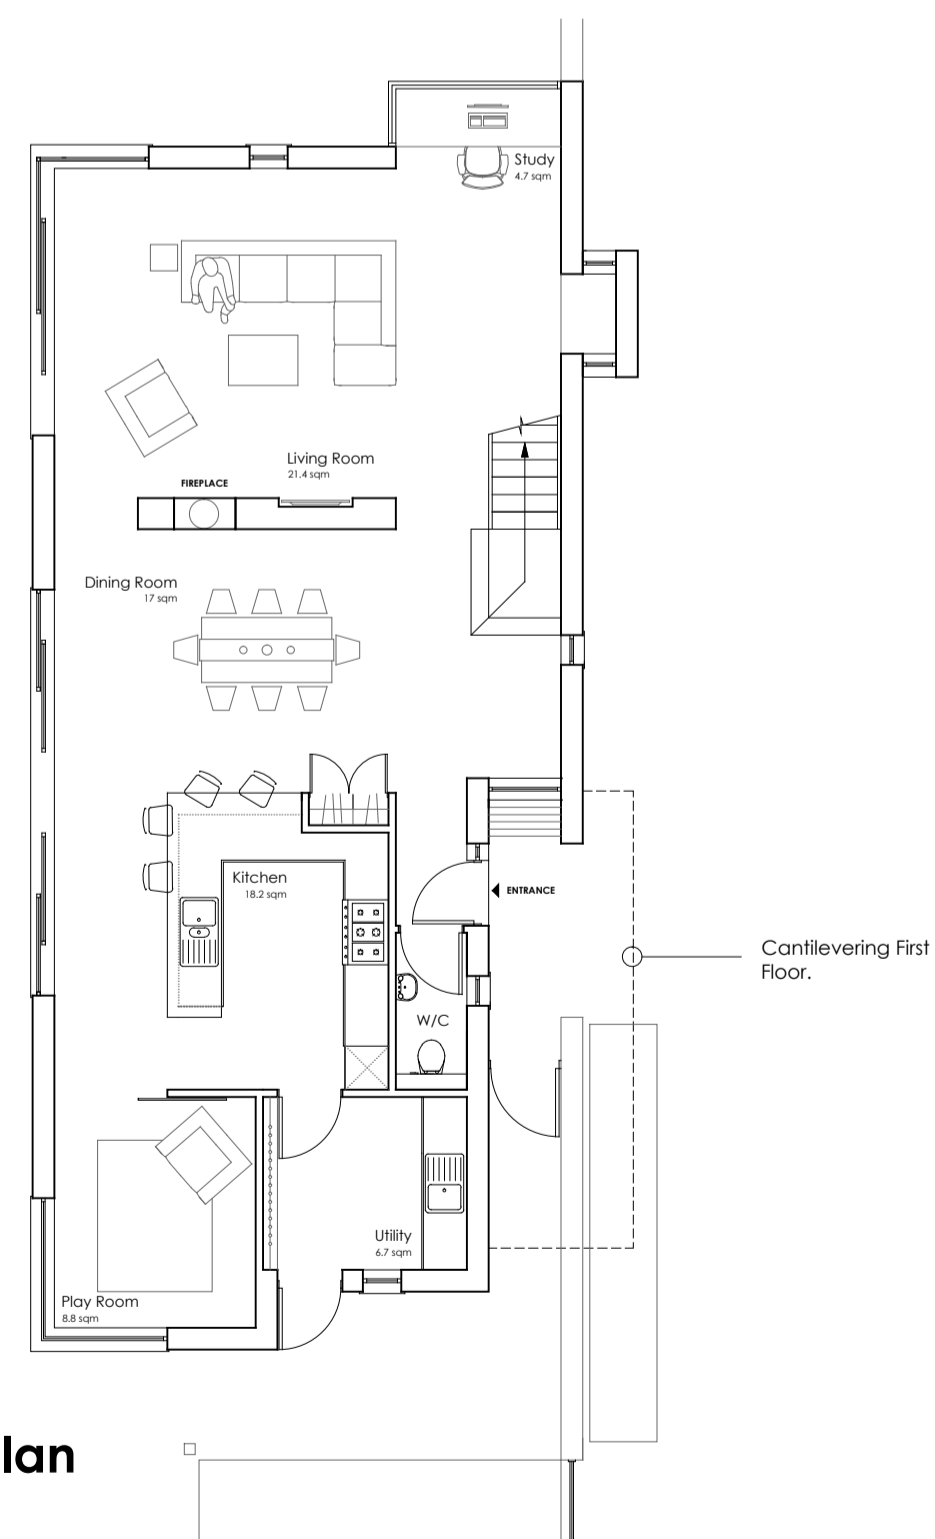 Study
4.7 sqm
Living Room
21.4 sqm
FIREPLACE
Dining Room
17 sqm
Kitchen
18.2 sqm
ENTRANCE
Cantilevering First
Floor.
W/C
Utility
6.7 sqm
Play Room
8.8 sqm
lan